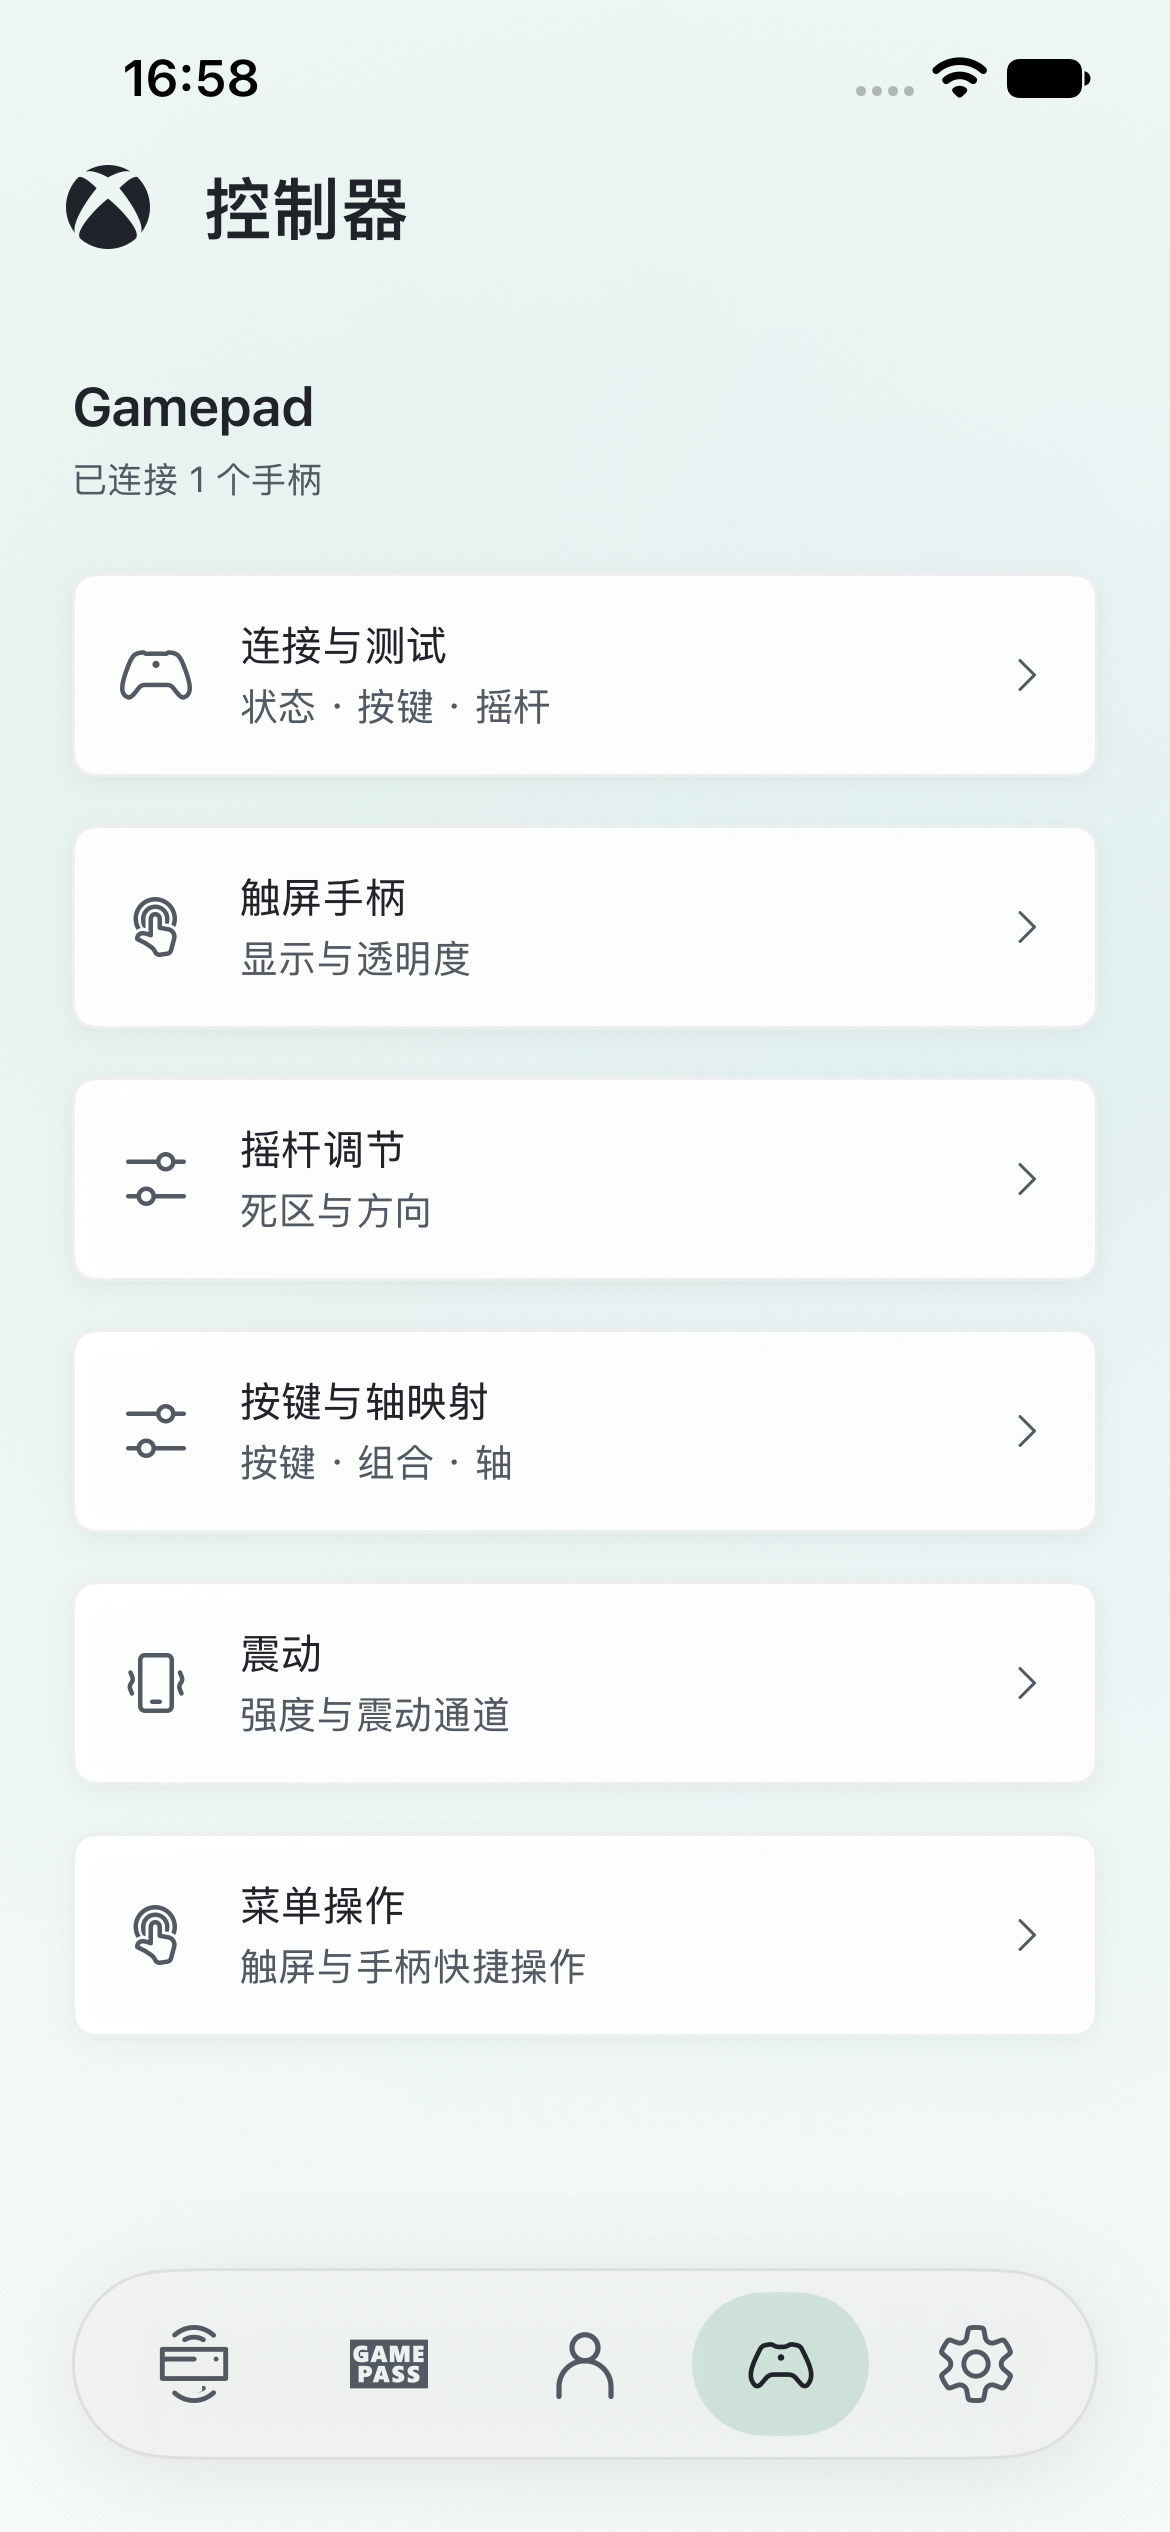 16:58
控制器
Gamepad
已连接 1 个手柄
连接与测试
状态 · 按键 · 摇杆
触屏手柄
显示与透明度
摇杆调节
死区与方向
按键与轴映射
按键 · 组合 · 轴
震动
强度与震动通道
菜单操作
触屏与手柄快捷操作
GAME
PASS